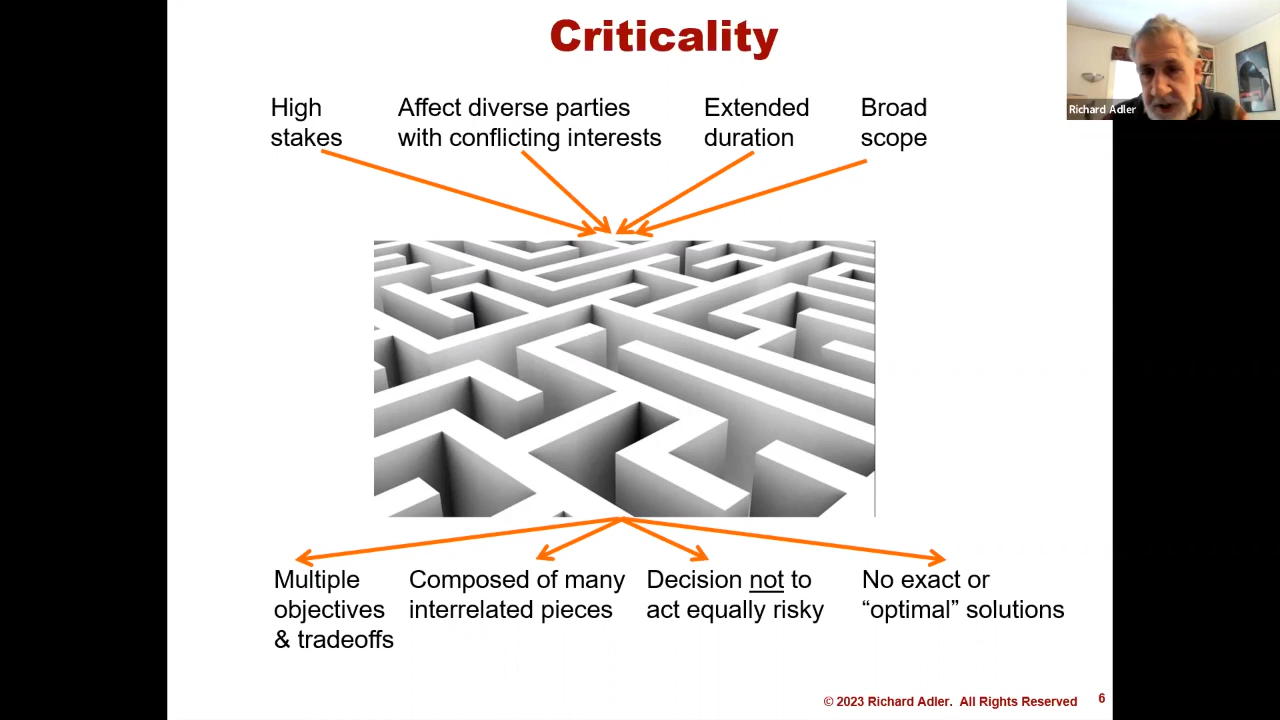 Criticality
Richard Adler
High
stakes
Affect diverse parties
with conflicting interests
Extended
duration
Broad
scope
Multiple
objectives
& tradeoffs
Composed of many
interrelated pieces
Decision not to
act equally risky
No exact or
“optimal” solutions
© 2023 Richard Adler. All Rights Reserved
6